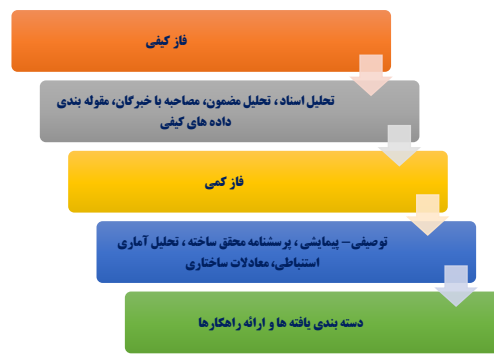 فاز کیفی
تحلیل اسناد ، تحلیل مضمون، مصاحبه با خبرگان، مقوله بندی
داده های کیفی
فاز کمی
توصیفی- پیمایشی ، پرسشنامه محقق ساخته ، تحلیل آماری
استنباطی، معادلات ساختاری
دسته بندی یافته ها و ارائه راهکارها